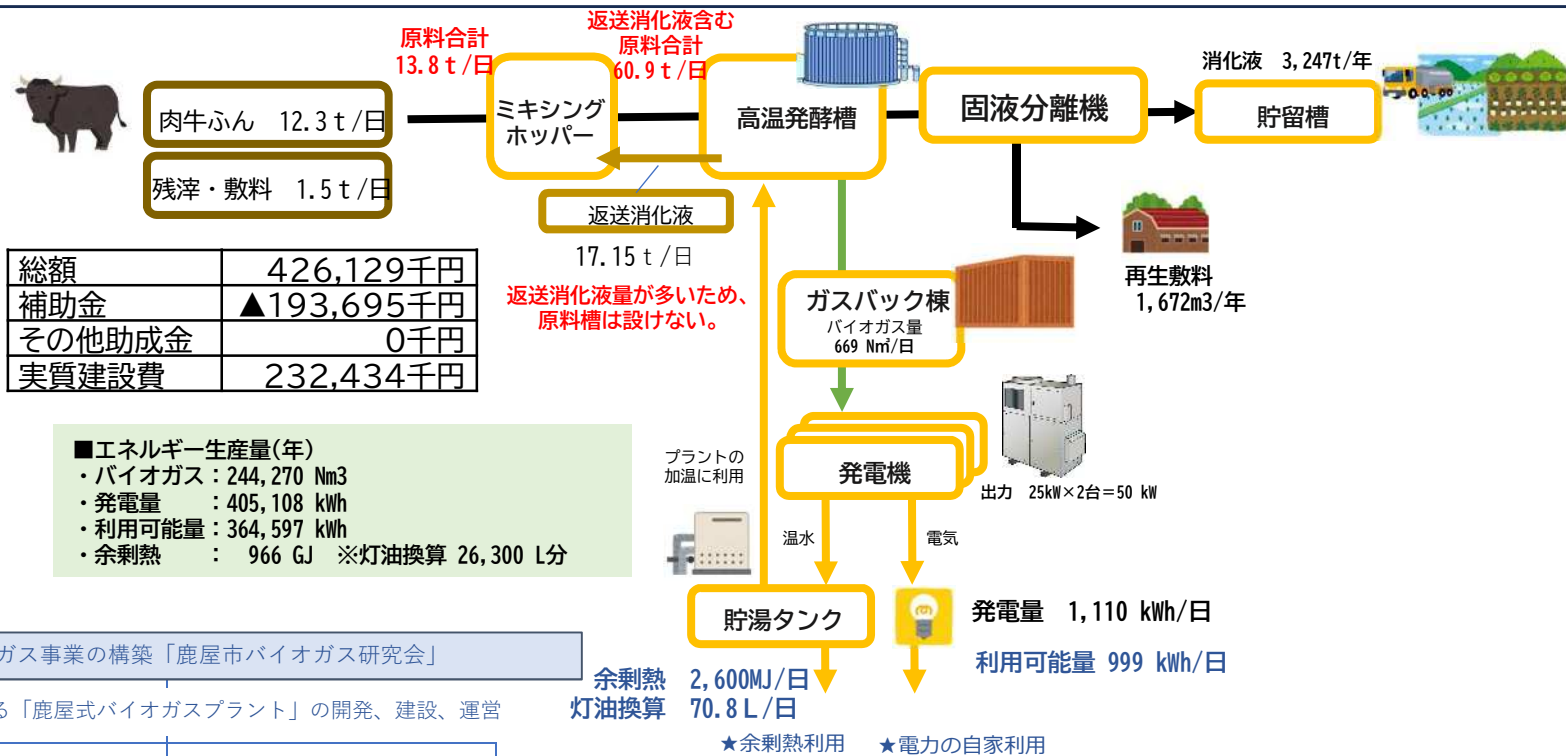 原料合計
13.8ｔ/日
返送消化液含む
原料合計
60.9ｔ/日
肉牛ふん 12.3ｔ/日
残滓・敷料 1.5ｔ/日
ミキシング
ホッパー
高温発酵槽
固液分離機
消化液 3,247t/年
貯留槽
返送消化液
17.15ｔ/日
返送消化液量が多いため、
原料槽は設けない。
再生敷料
1,672m3/年
総額 426,129千円
補助金 ▲193,695千円
その他助成金 0千円
実質建設費 232,434千円
ガスバック棟
バイオガス量
669 N㎥/日
■エネルギー生産量(年)
・バイオガス：244,270 Nm3
・発電量 ：405,108 kWh
・利用可能量：364,597 kWh
・余剰熱 ： 966 GJ ※灯油換算 26,300 L分
プラントの
加温に利用
発電機
出力 25kW×2台＝50 kW
温水
電気
貯湯タンク
発電量 1,110 kWh/日
利用可能量 999 kWh/日
ガス事業の構築「鹿屋市バイオガス研究会」
る「鹿屋式バイオガスプラント」の開発、建設、運営
余剰熱 2,600MJ/日
灯油換算 70.8Ｌ/日
★余剰熱利用
★電力の自家利用